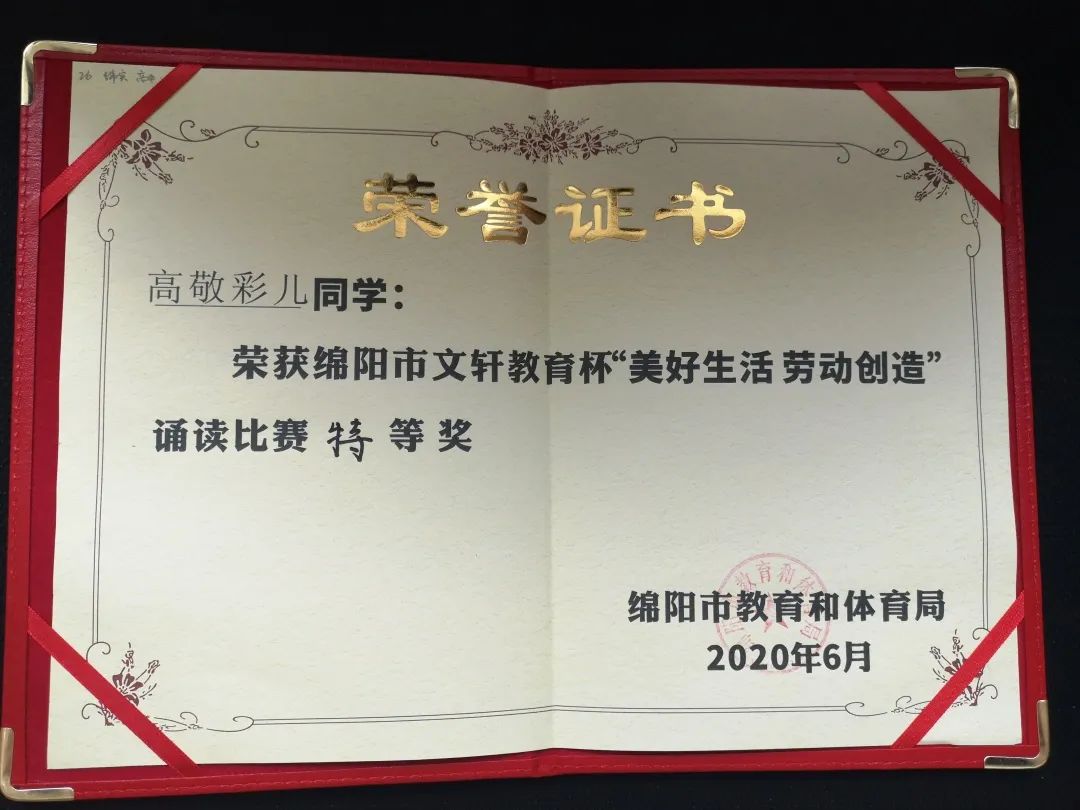 荣誉证书
高敬彩儿同学：
荣获绵阳市文轩教育杯“美好生活 劳动创造”
诵读比赛 特 等 奖
绵阳市教育和体育局
2020年6月